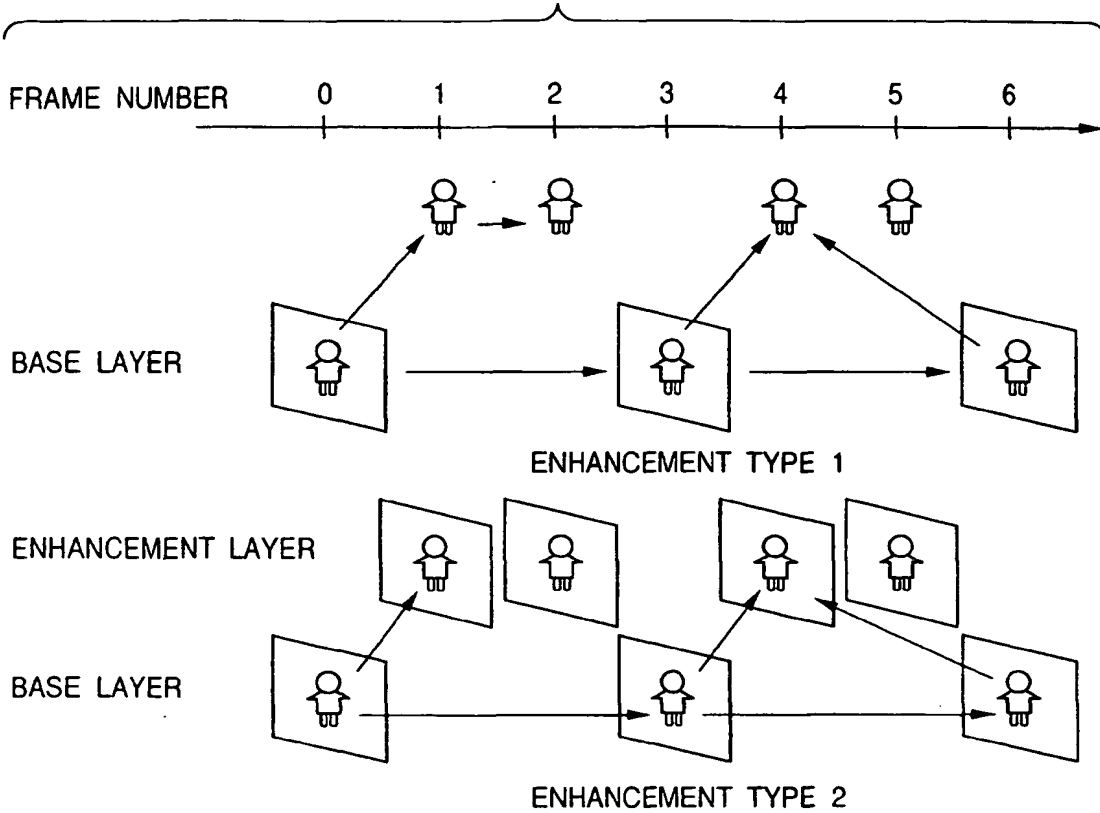 FRAME NUMBER 0 1 2 3 4 5 6
BASE LAYER
ENHANCEMENT TYPE 1
ENHANCEMENT LAYER
BASE LAYER
ENHANCEMENT TYPE 2